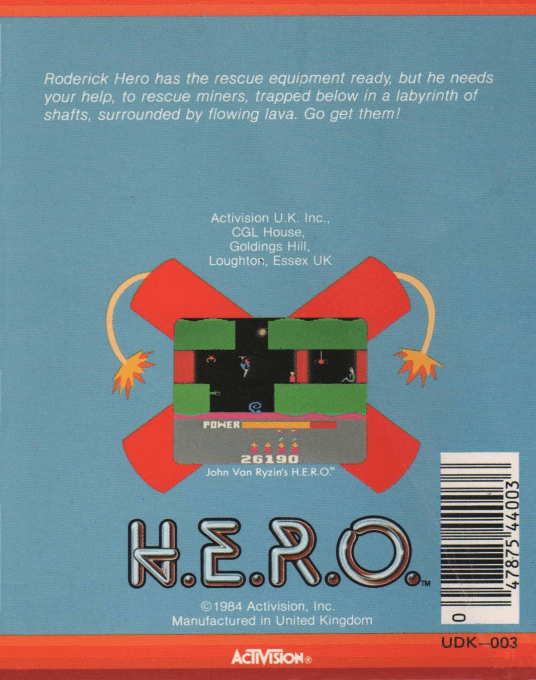 Roderick Hero has the rescue equipment ready, but he needs
your help, to rescue miners, trapped below in a labyrinth of
shafts, surrounded by flowing lava. Go get them!
Activision U.K. Inc.,
CGL House,
Goldings Hill,
Loughton, Essex UK
POWER
26190
John Van Ryzin's H.E.R.O.™
H.E.R.O.™
©1984 Activision, Inc.
Manufactured in United Kingdom
0 47875 44003
UDK-003
ACTIVISION®